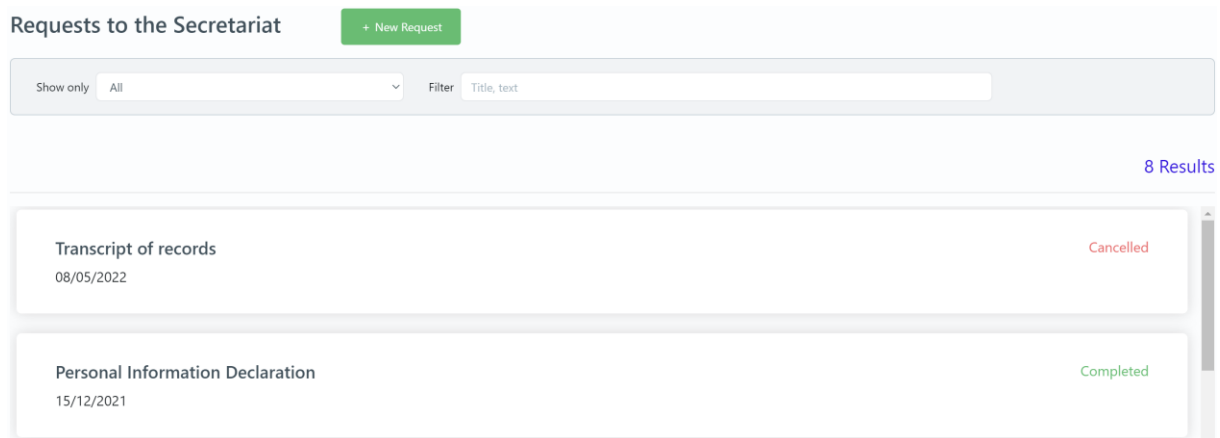 Requests to the Secretariat
+ New Request
Show only All Filter Title, text
8 Results
Transcript of records Cancelled
08/05/2022
Personal Information Declaration Completed
15/12/2021